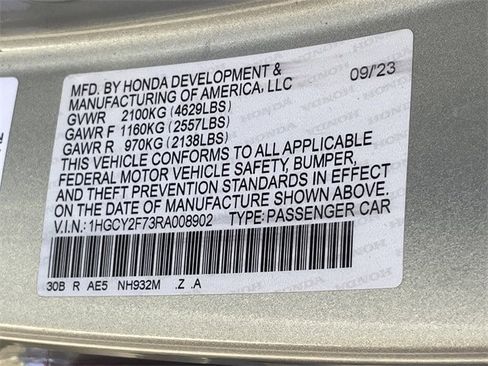 MFD. BY HONDA DEVELOPMENT & 09/'23
MANUFACTURING OF AMERICA, LLC
GVWR 2100KG (4629LBS)
GAWR F 1160KG (2557LBS)
GAWR R 970KG (2138LBS)
THIS VEHICLE CONFORMS TO ALL APPLICABLE
FEDERAL MOTOR VEHICLE SAFETY, BUMPER,
AND THEFT PREVENTION STANDARDS IN EFFECT
ON THE DATE OF MANUFACTURE SHOWN ABOVE.
V.I.N.: 1HGCY2F73RA008902 TYPE: PASSENGER CAR
30B R AE5 NH932M .Z .A